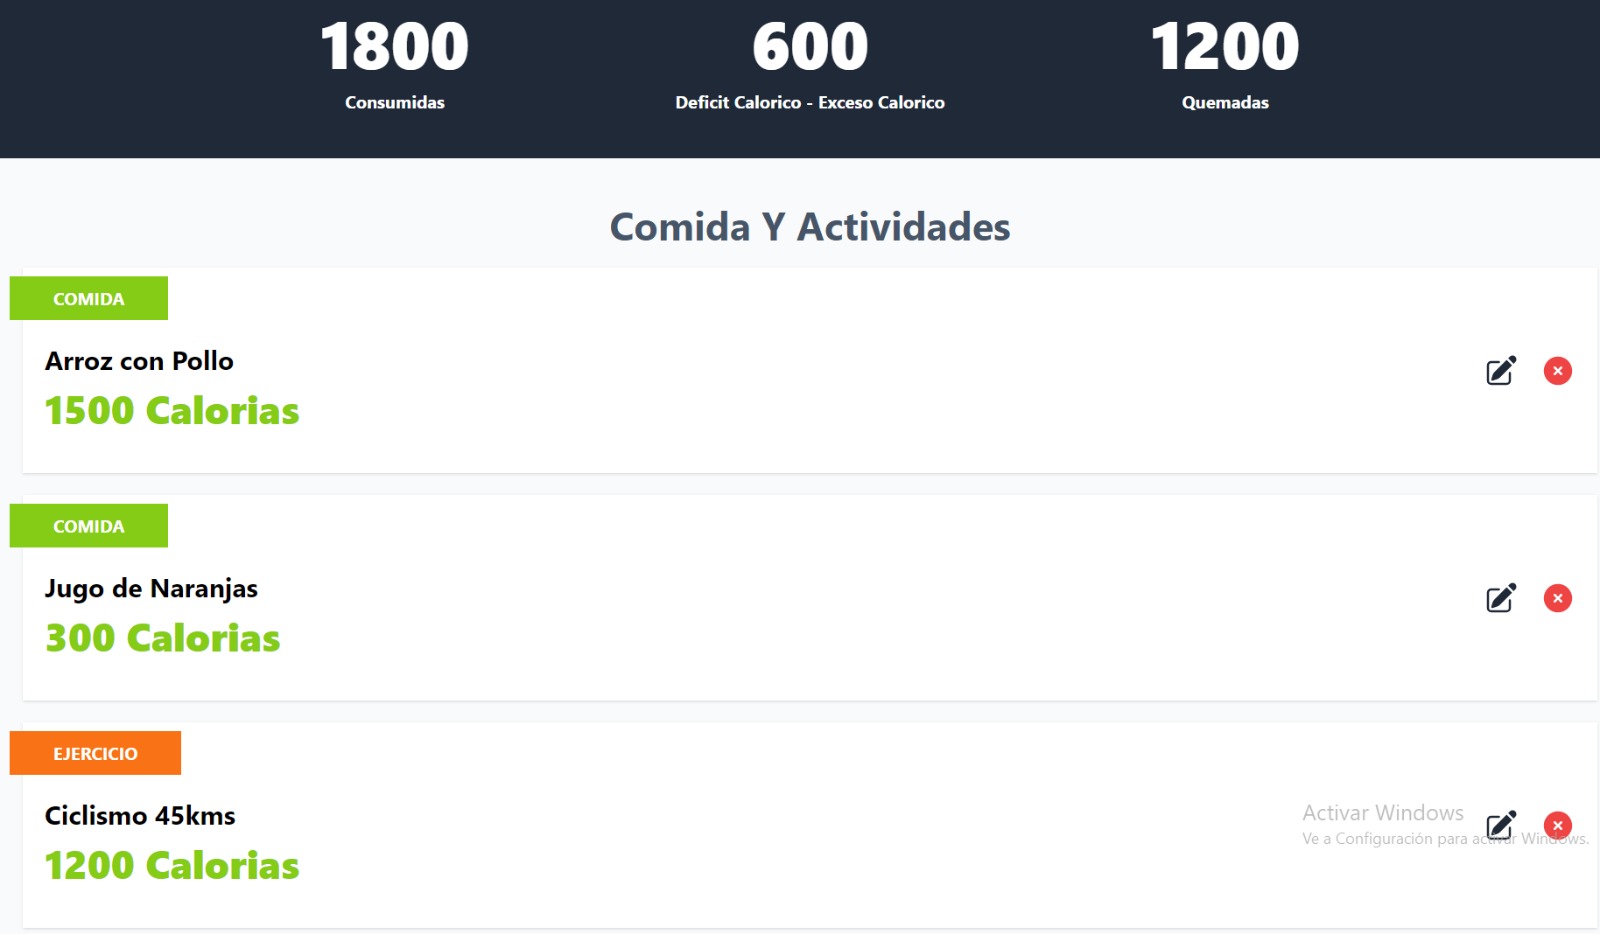 1800
600
1200
Consumidas
Deficit Calorico - Exceso Calorico
Quemadas
Comida Y Actividades
COMIDA
Arroz con Pollo
1500 Calorias
COMIDA
Jugo de Naranjas
300 Calorias
EJERCICIO
Ciclismo 45kms
1200 Calorias
Activar Windows
Ve a Configuración para activar Windows.